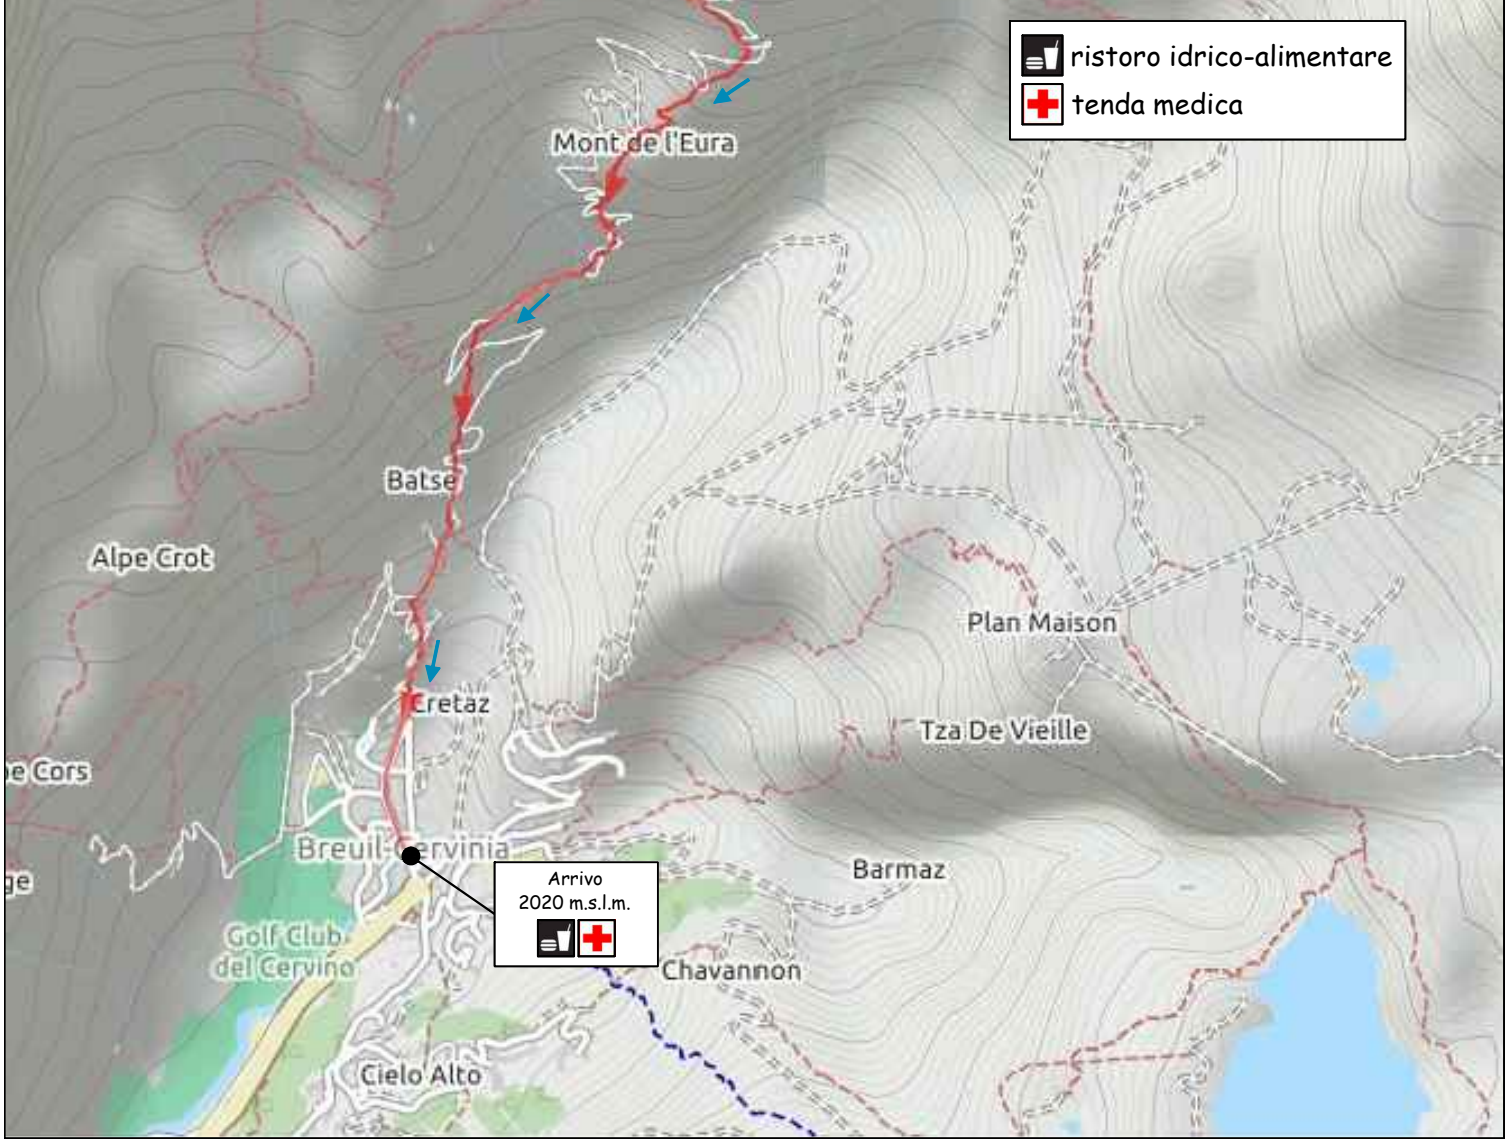 ristoro idrico-alimentare
tenda medica
Mont de l'Eura
Batse
Alpe Crot
Plan Maison
Cretaz
Tza De Vieille
pe Cors
Breuil-Cervinia
Barmaz
ge
Arrivo
2020 m.s.l.m.
Golf Club
del Cervino
Chavannon
Cielo Alto